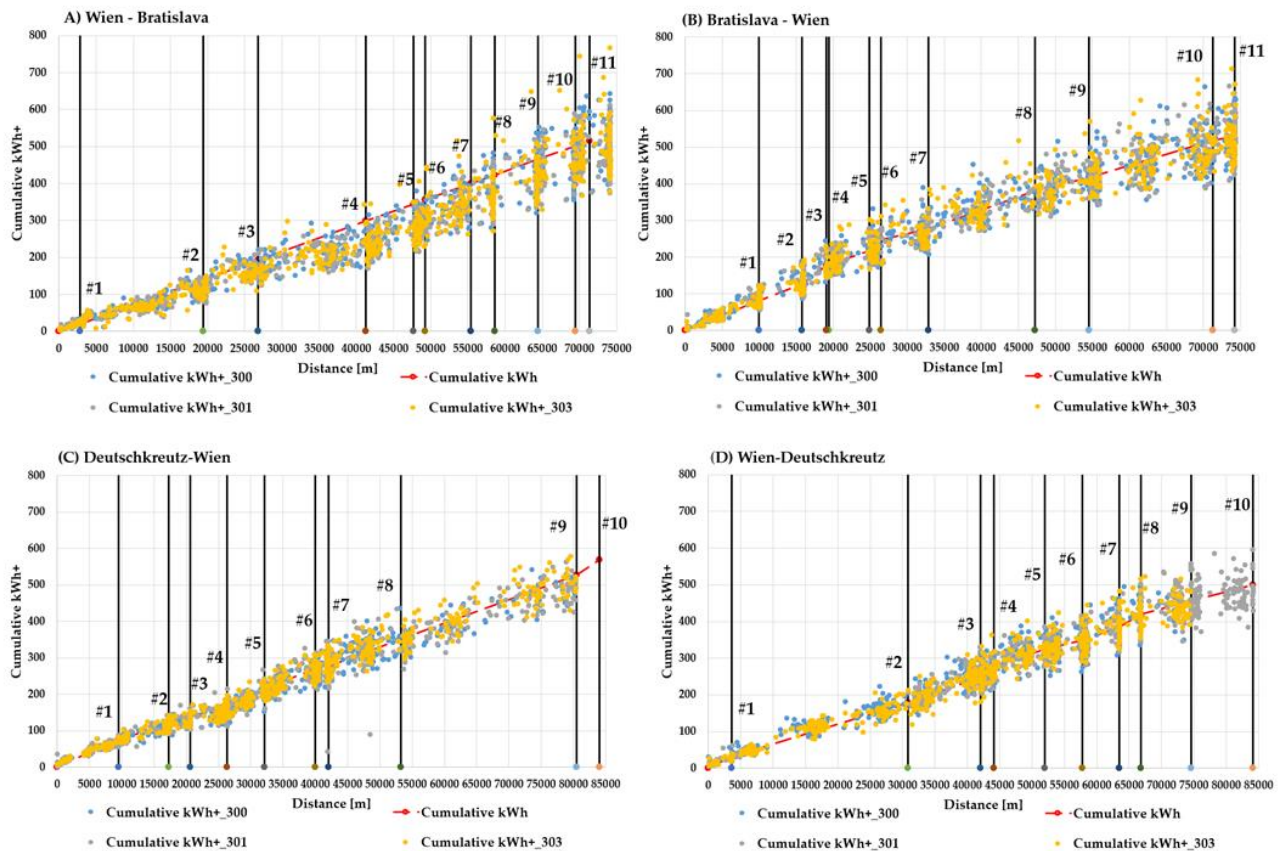 A) Wien - Bratislava
Cumulative kWh+
800
700
600
500
400
300
200
100
0
#1
#2
#3
#4
#5
#6
#7
#8
#9
#10
#11
0 5000 10000 15000 20000 25000 30000 35000 40000 45000 50000 55000 60000 65000 70000 75000
Distance [m]
Cumulative kWh+_300
Cumulative kWh
Cumulative kWh+_301
Cumulative kWh+_303
(B) Bratislava - Wien
Cumulative kWh+
800
700
600
500
400
300
200
100
0
#1
#2
#3
#4
#5
#6
#7
#8
#9
#10
#11
0 5000 10000 15000 20000 25000 30000 35000 40000 45000 50000 55000 60000 65000 70000 75000
Distance [m]
Cumulative kWh+_300
Cumulative kWh
Cumulative kWh+_301
Cumulative kWh+_303
(C) Deutschkreutz-Wien
Cumulative kWh+
800
700
600
500
400
300
200
100
0
#1
#2
#3
#4
#5
#6
#7
#8
#9
#10
0 5000 10000 15000 20000 25000 30000 35000 40000 45000 50000 55000 60000 65000 70000 75000 80000 85000
Distance [m]
Cumulative kWh+_300
Cumulative kWh
Cumulative kWh+_301
Cumulative kWh+_303
(D) Wien-Deutschkreutz
Cumulative kWh+
800
700
600
500
400
300
200
100
0
#1
#2
#3
#4
#5
#6
#7
#8
#9
#10
0 5000 10000 15000 20000 25000 30000 35000 40000 45000 50000 55000 60000 65000 70000 75000 80000 85000
Distance [m]
Cumulative kWh+_300
Cumulative kWh
Cumulative kWh+_301
Cumulative kWh+_303